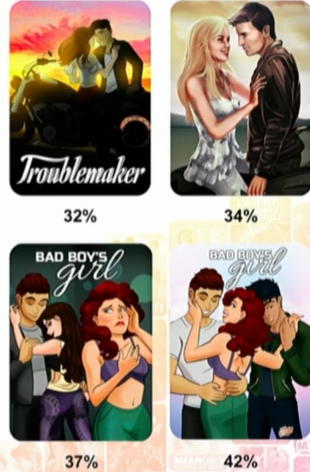 Troublemaker
32%
34%
BAD BOY'S
girl
BAD BOY'S
girl
37%
42%